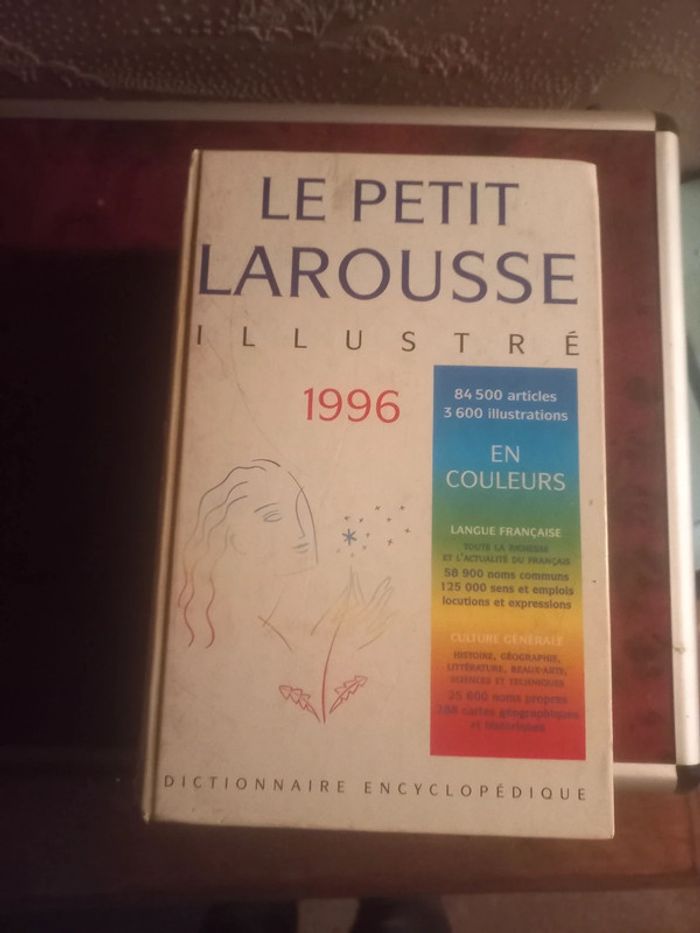 LE PETIT
LAROUSSE
ILLUSTRÉ
1996
84 500 articles
3 600 illustrations
EN
COULEURS
LANGUE FRANÇAISE
TOUTE LA RICHESSE
ET L'ACTUALITÉ DU FRANÇAIS
58 900 noms communs
125 000 sens et emplois
locutions et expressions
CULTURE GÉNÉRALE
HISTOIRE, GÉOGRAPHIE,
LITTÉRATURE, BEAUX-ARTS,
SCIENCES ET TECHNIQUES
25 600 noms propres
288 cartes géographiques
et historiques
DICTIONNAIRE ENCYCLOPÉDIQUE